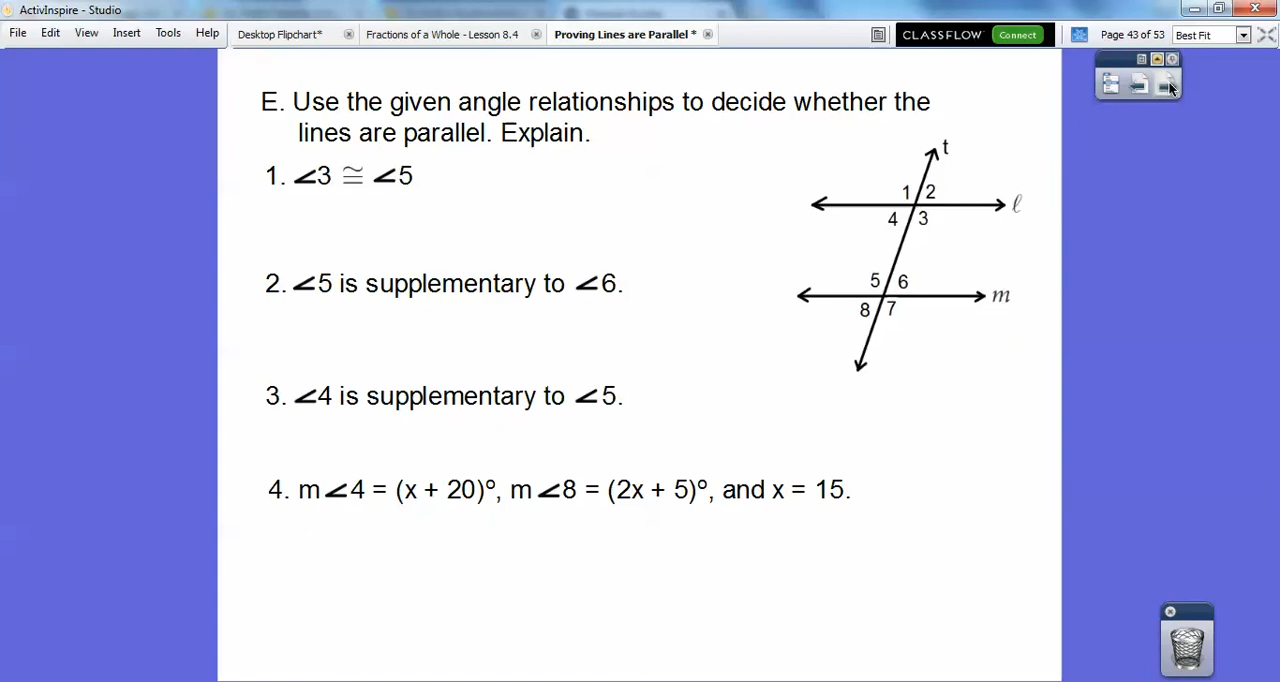 ActivInspire - Studio
File Edit View Insert Tools Help Desktop Flipchart* Fractions of a Whole - Lesson 8.4 Proving Lines are Parallel * CLASSFLOW Connect Page 43 of 53 Best Fit
E. Use the given angle relationships to decide whether the
lines are parallel. Explain.
t
1. ∠3 ≅ ∠5
1 2
ℓ
4 3
2. ∠5 is supplementary to ∠6.
5 6
m
8 7
3. ∠4 is supplementary to ∠5.
4. m∠4 = (x + 20)º, m∠8 = (2x + 5)º, and x = 15.